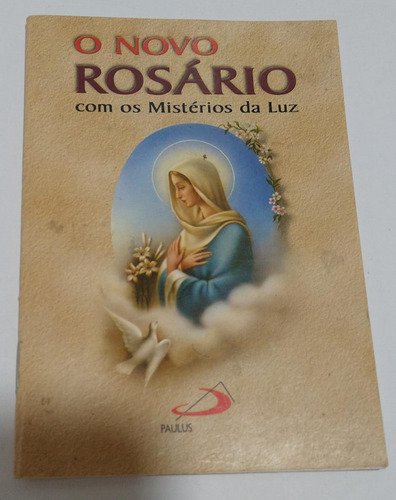 O NOVO
ROSÁRIO
com os Mistérios da Luz
PAULUS